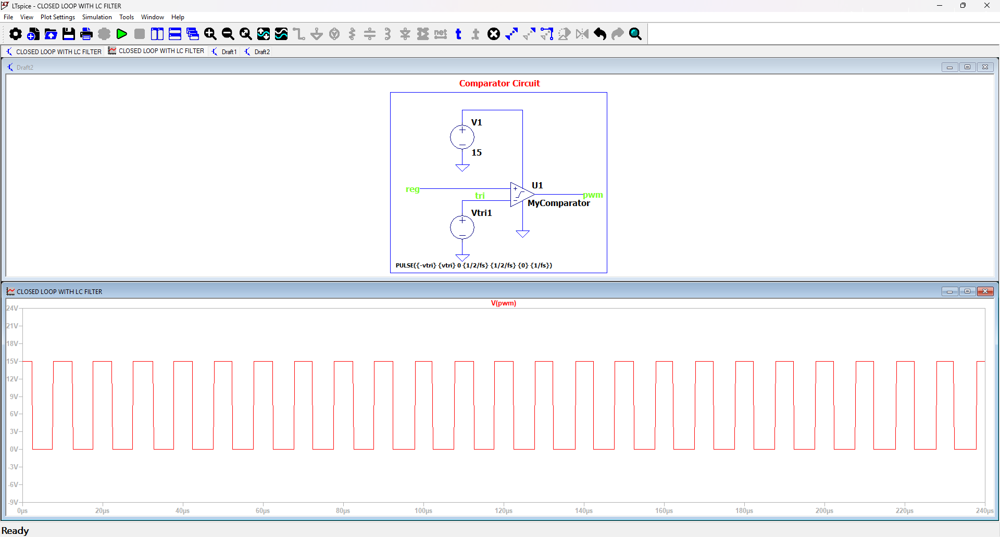 LTspice - CLOSED LOOP WITH LC FILTER
File View Plot Settings Simulation Tools Window Help
net t t
CLOSED LOOP WITH LC FILTER CLOSED LOOP WITH LC FILTER Draft1 Draft2
Draft2
Comparator Circuit
V1
15
reg
tri
U1
pwm
MyComparator
Vtri1
PULSE({-vtri} {vtri} 0 {1/2/fs} {1/2/fs} {0} {1/fs})
CLOSED LOOP WITH LC FILTER
V(pwm)
24V
21V
18V
15V
12V
9V
6V
3V
0V
-3V
-6V
-9V
0µs 20µs 40µs 60µs 80µs 100µs 120µs 140µs 160µs 180µs 200µs 220µs 240µs
Ready